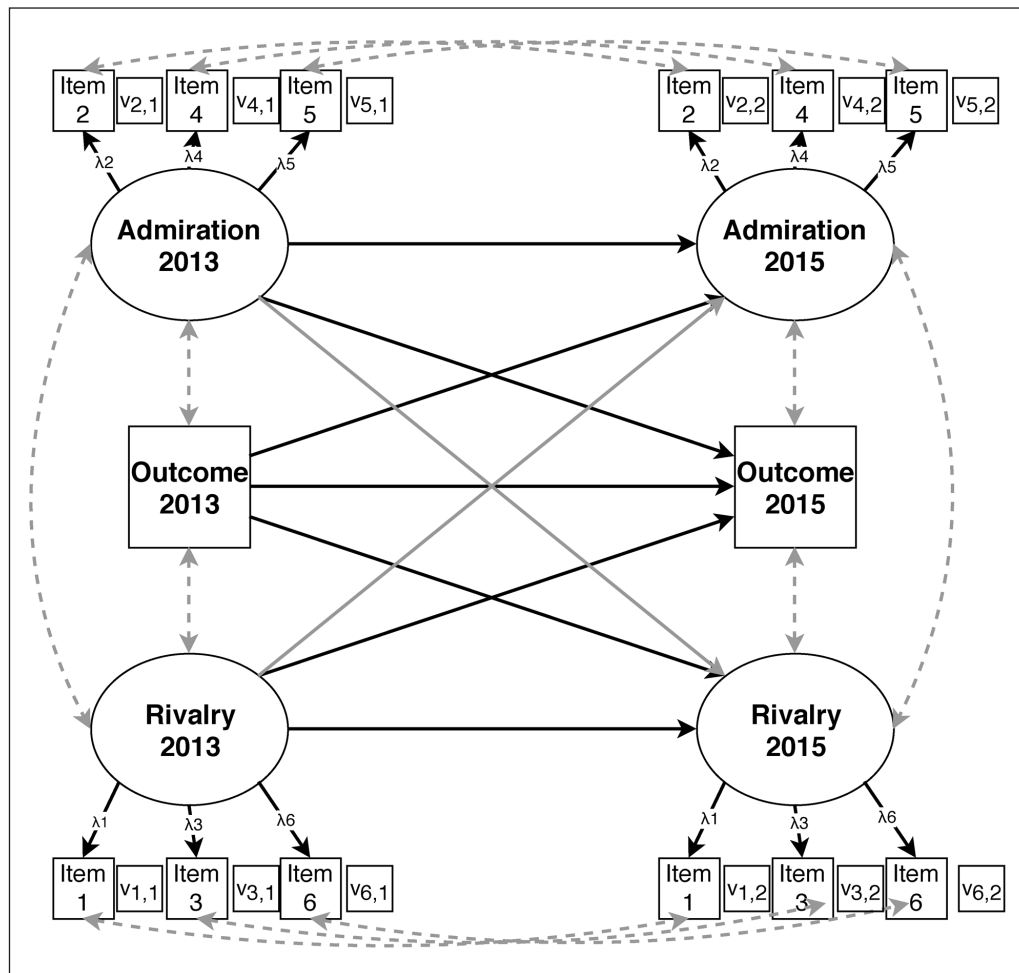 Item 2 v2,1 Item 4 v4,1 Item 5 v5,1 Item 2 v2,2 Item 4 v4,2 Item 5 v5,2
λ2 λ4 λ5 λ2 λ4 λ5
Admiration
2013
Admiration
2015
Outcome
2013
Outcome
2015
Rivalry
2013
Rivalry
2015
λ1 λ3 λ6 λ1 λ3 λ6
Item 1 v1,1 Item 3 v3,1 Item 6 v6,1 Item 1 v1,2 Item 3 v3,2 Item 6 v6,2